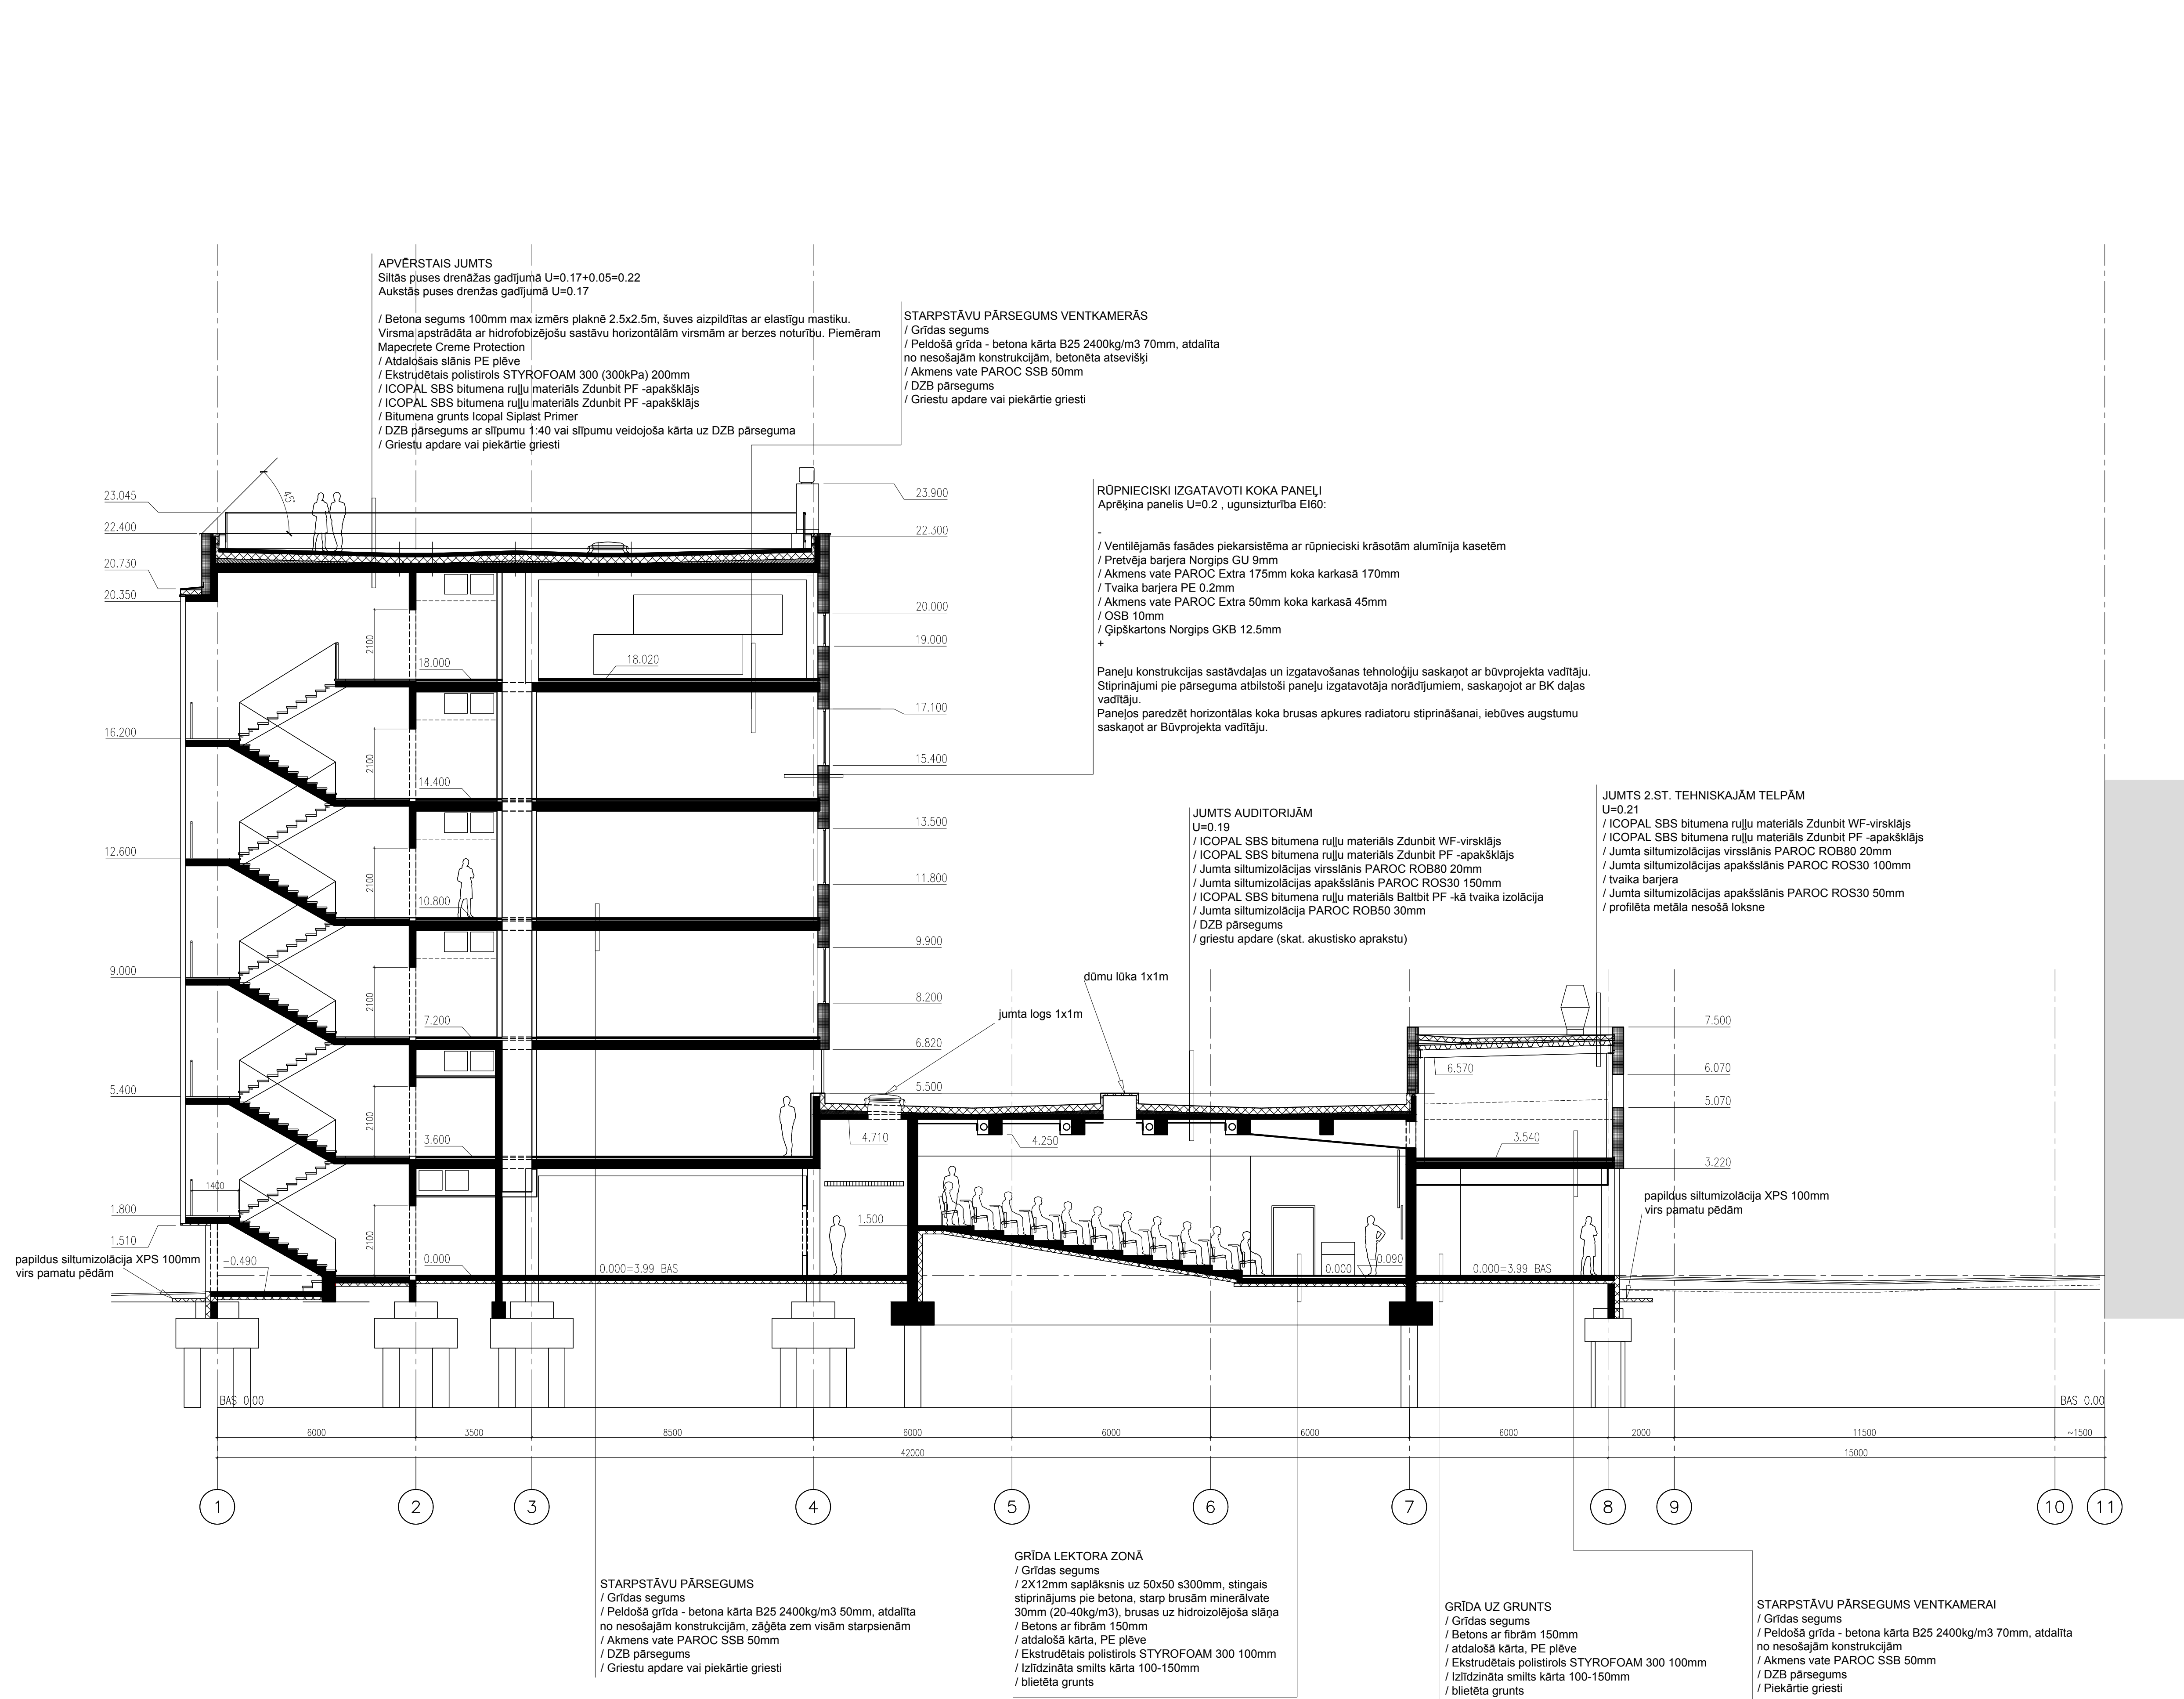 APVĒRSTAIS JUMTS
Siltās puses drenāžas gadījumā U=0.17+0.05=0.22
Aukstās puses drenžas gadījumā U=0.17
/ Betona segums 100mm max izmērs plaknē 2.5x2.5m, šuves aizpildītas ar elastīgu mastiku.
Virsma apstrādāta ar hidrofobizējošu sastāvu horizontālām virsmām ar berzes noturību. Piemēram
Mapecrete Creme Protection
/ Atdalošais slānis PE plēve
/ Ekstrudētais polistirols STYROFOAM 300 (300kPa) 200mm
/ ICOPAL SBS bitumena ruļļu materiāls Zdunbit PF -apakšklājs
/ ICOPAL SBS bitumena ruļļu materiāls Zdunbit PF -apakšklājs
/ Bitumena grunts Icopal Siplast Primer
/ DZB pārsegums ar slīpumu 1:40 vai slīpumu veidojoša kārta uz DZB pārseguma
/ Griestu apdare vai piekārtie griesti
STARPSTĀVU PĀRSEGUMS VENTKAMERĀS
/ Grīdas segums
/ Peldošā grīda - betona kārta B25 2400kg/m3 70mm, atdalīta
no nesošajām konstrukcijām, betonēta atsevišķi
/ Akmens vate PAROC SSB 50mm
/ DZB pārsegums
/ Griestu apdare vai piekārtie griesti
RŪPNIECISKI IZGATAVOTI KOKA PANEĻI
Aprēķina panelis U=0.2 , ugunsizturība EI60:
-
/ Ventilējamās fasādes piekarsistēma ar rūpnieciski krāsotām alumīnija kasetēm
/ Pretvēja barjera Norgips GU 9mm
/ Akmens vate PAROC Extra 175mm koka karkasā 170mm
/ Tvaika barjera PE 0.2mm
/ Akmens vate PAROC Extra 50mm koka karkasā 45mm
/ OSB 10mm
/ Ģipškartons Norgips GKB 12.5mm
+
Paneļu konstrukcijas sastāvdaļas un izgatavošanas tehnoloģiju saskaņot ar būvprojekta vadītāju.
Stiprinājumi pie pārseguma atbilstoši paneļu izgatavotāja norādījumiem, saskaņojot ar BK daļas
vadītāju.
Paneļos paredzēt horizontālas koka brusas apkures radiatoru stiprināšanai, iebūves augstumu
saskaņot ar Būvprojekta vadītāju.
JUMTS AUDITORIJĀM
U=0.19
/ ICOPAL SBS bitumena ruļļu materiāls Zdunbit WF-virsklājs
/ ICOPAL SBS bitumena ruļļu materiāls Zdunbit PF -apakšklājs
/ Jumta siltumizolācijas virsslānis PAROC ROB80 20mm
/ Jumta siltumizolācijas apakšslānis PAROC ROS30 150mm
/ ICOPAL SBS bitumena ruļļu materiāls Baltbit PF -kā tvaika izolācija
/ Jumta siltumizolācija PAROC ROB50 30mm
/ DZB pārsegums
/ griestu apdare (skat. akustisko aprakstu)
JUMTS 2.ST. TEHNISKAJĀM TELPĀM
U=0.21
/ ICOPAL SBS bitumena ruļļu materiāls Zdunbit WF-virsklājs
/ ICOPAL SBS bitumena ruļļu materiāls Zdunbit PF -apakšklājs
/ Jumta siltumizolācijas virsslānis PAROC ROB80 20mm
/ Jumta siltumizolācijas apakšslānis PAROC ROS30 100mm
/ tvaika barjera
/ Jumta siltumizolācijas apakšslānis PAROC ROS30 50mm
/ profilēta metāla nesošā loksne
45°
23.045
22.400
20.730
20.350
16.200
12.600
9.000
5.400
1.800
1.510
-0.490
1400
papildus siltumizolācija XPS 100mm
virs pamatu pēdām
2100
2100
2100
2100
2100
2100
18.000
14.400
10.800
7.200
3.600
0.000
18.020
23.900
22.300
20.000
19.000
17.100
15.400
13.500
11.800
9.900
8.200
6.820
5.500
jumta logs 1x1m
dūmu lūka 1x1m
4.710
4.250
1.500
0.000=3.99 BAS
0.000
-0.090
0.000=3.99 BAS
6.570
3.540
7.500
6.070
5.070
3.220
papildus siltumizolācija XPS 100mm
virs pamatu pēdām
BAS 0.00
BAS 0.00
6000 3500 8500 6000 6000 6000 6000 2000 11500 ~1500
42000 15000
1 2 3 4 5 6 7 8 9 10 11
STARPSTĀVU PĀRSEGUMS
/ Grīdas segums
/ Peldošā grīda - betona kārta B25 2400kg/m3 50mm, atdalīta
no nesošajām konstrukcijām, zāģēta zem visām starpsienām
/ Akmens vate PAROC SSB 50mm
/ DZB pārsegums
/ Griestu apdare vai piekārtie griesti
GRĪDA LEKTORA ZONĀ
/ Grīdas segums
/ 2X12mm saplāksnis uz 50x50 s300mm, stingais
stiprinājums pie betona, starp brusām minerālvate
30mm (20-40kg/m3), brusas uz hidroizolējoša slāņa
/ Betons ar fibrām 150mm
/ atdalošā kārta, PE plēve
/ Ekstrudētais polistirols STYROFOAM 300 100mm
/ Izlīdzināta smilts kārta 100-150mm
/ blietēta grunts
GRĪDA UZ GRUNTS
/ Grīdas segums
/ Betons ar fibrām 150mm
/ atdalošā kārta, PE plēve
/ Ekstrudētais polistirols STYROFOAM 300 100mm
/ Izlīdzināta smilts kārta 100-150mm
/ blietēta grunts
STARPSTĀVU PĀRSEGUMS VENTKAMERAI
/ Grīdas segums
/ Peldošā grīda - betona kārta B25 2400kg/m3 70mm, atdalīta
no nesošajām konstrukcijām
/ Akmens vate PAROC SSB 50mm
/ DZB pārsegums
/ Piekārtie griesti